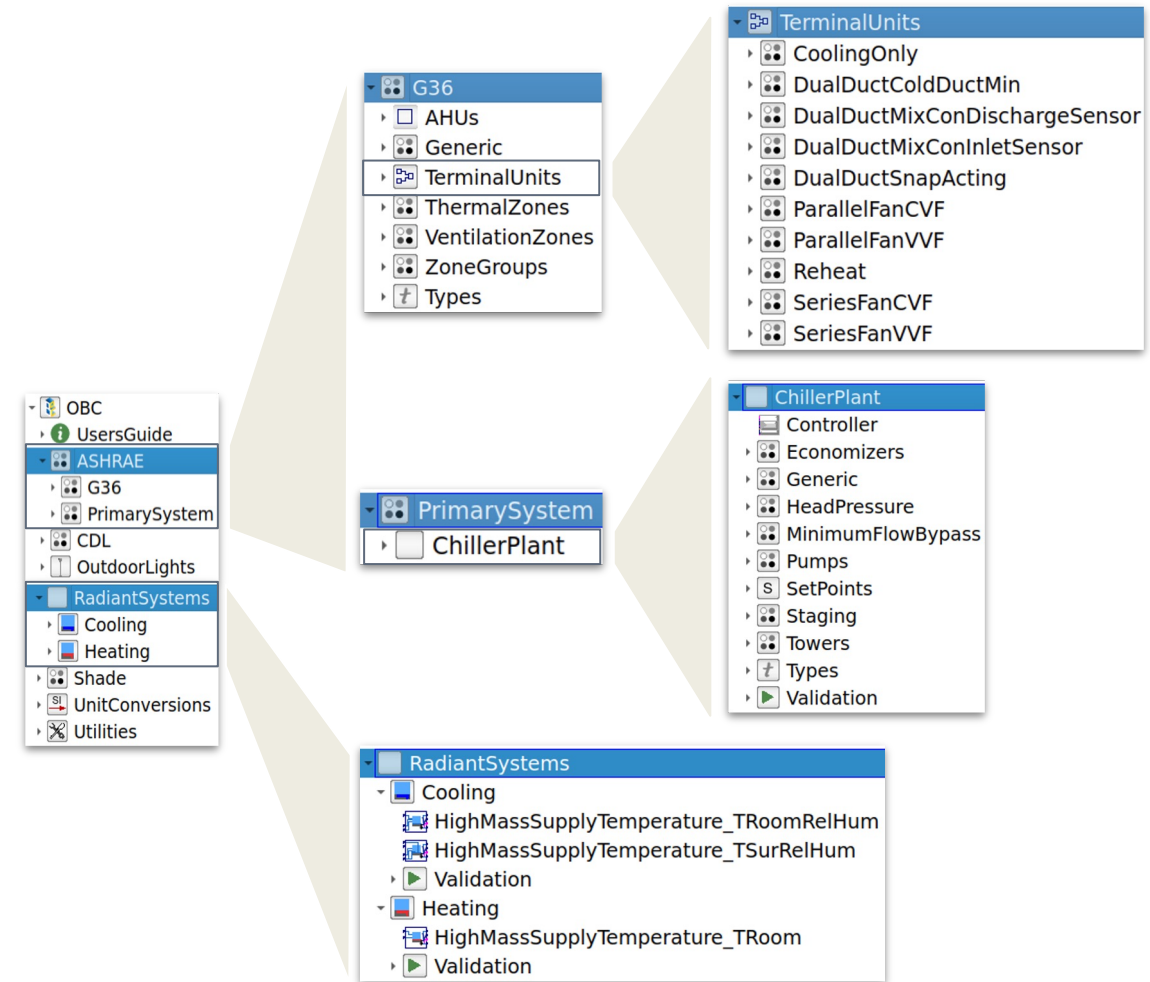 OBC
UsersGuide
ASHRAE
G36
PrimarySystem
CDL
OutdoorLights
RadiantSystems
Cooling
Heating
Shade
SI
UnitConversions
Utilities
G36
AHUs
Generic
TerminalUnits
ThermalZones
VentilationZones
ZoneGroups
t Types
TerminalUnits
CoolingOnly
DualDuctColdDuctMin
DualDuctMixConDischargeSensor
DualDuctMixConInletSensor
DualDuctSnapActing
ParallelFanCVF
ParallelFanVVF
Reheat
SeriesFanCVF
SeriesFanVVF
PrimarySystem
ChillerPlant
ChillerPlant
Controller
Economizers
Generic
HeadPressure
MinimumFlowBypass
Pumps
S SetPoints
Staging
Towers
t Types
Validation
RadiantSystems
Cooling
HighMassSupplyTemperature_TRoomRelHum
HighMassSupplyTemperature_TSurRelHum
Validation
Heating
HighMassSupplyTemperature_TRoom
Validation